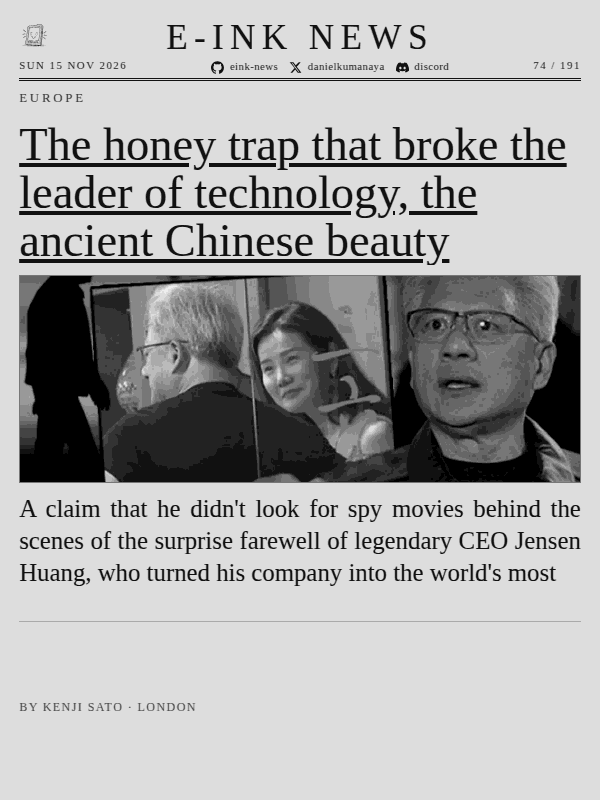 E-INK NEWS
SUN 15 NOV 2026
eink-news danielkumanaya discord
74 / 191
EUROPE
The honey trap that broke the
leader of technology, the
ancient Chinese beauty
A claim that he didn't look for spy movies behind the
scenes of the surprise farewell of legendary CEO Jensen
Huang, who turned his company into the world's most
BY KENJI SATO · LONDON